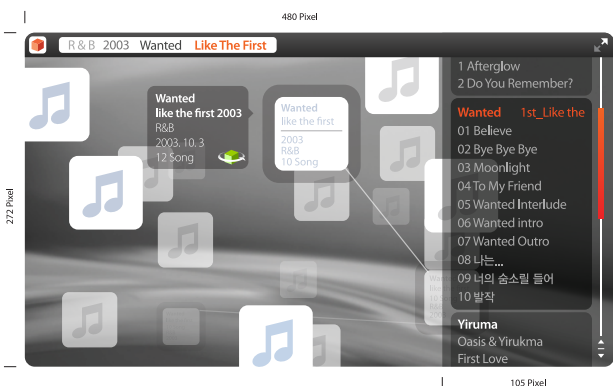 480 Pixel
R & B 2003 Wanted Like The First
272 Pixel
Wanted
like the first 2003
R&B
2003. 10. 3
12 Song
Wanted
like the first
2003
R&B
10 Song
Wan
like
1 Afterglow
2 Do You Remember?
Wanted 1st_Like the
01 Believe
02 Bye Bye Bye
03 Moonlight
04 To My Friend
05 Wanted Interlude
06 Wanted intro
07 Wanted Outro
08 나는...
09 너의 숨소릴 들어
10 발작
Yiruma
Oasis & Yirukma
First Love
105 Pixel